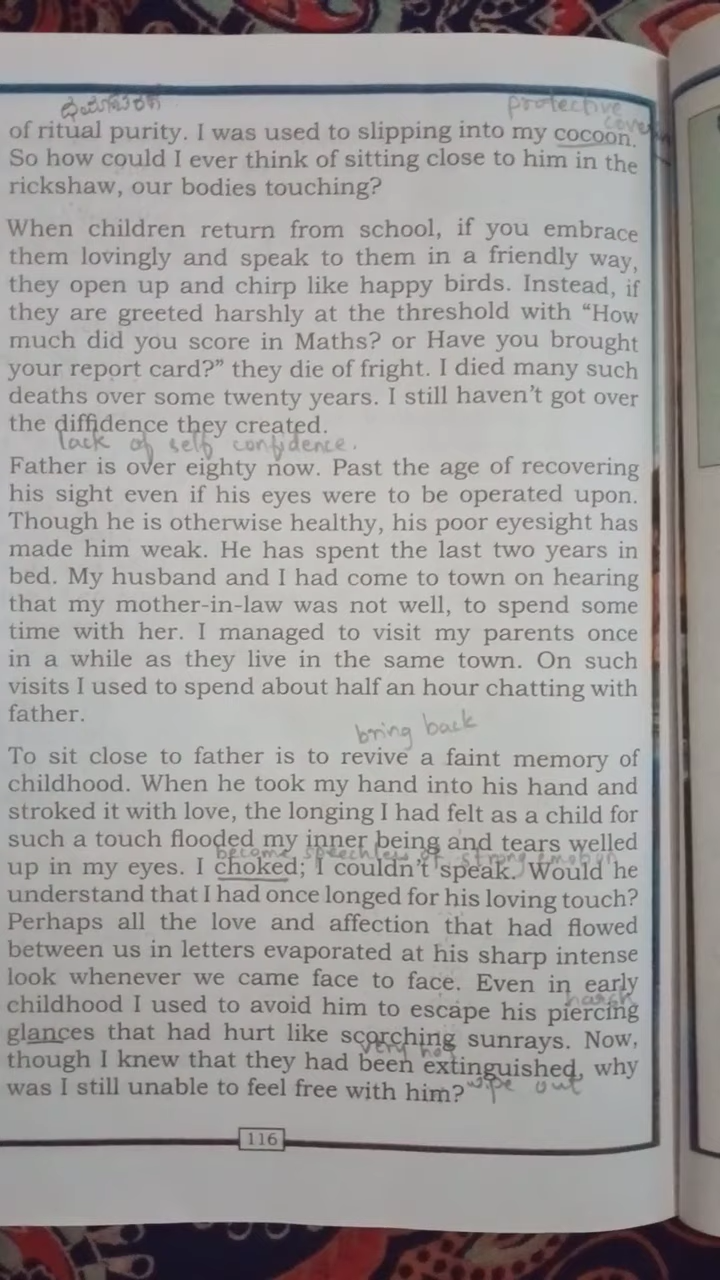 protective
cover
of ritual purity. I was used to slipping into my cocoon.
So how could I ever think of sitting close to him in the
rickshaw, our bodies touching?
When children return from school, if you embrace
them lovingly and speak to them in a friendly way,
they open up and chirp like happy birds. Instead, if
they are greeted harshly at the threshold with “How
much did you score in Maths? or Have you brought
your report card?” they die of fright. I died many such
deaths over some twenty years. I still haven’t got over
the diffidence they created.
lack of self confidence.
Father is over eighty now. Past the age of recovering
his sight even if his eyes were to be operated upon.
Though he is otherwise healthy, his poor eyesight has
made him weak. He has spent the last two years in
bed. My husband and I had come to town on hearing
that my mother-in-law was not well, to spend some
time with her. I managed to visit my parents once
in a while as they live in the same town. On such
visits I used to spend about half an hour chatting with
father.
bring back
To sit close to father is to revive a faint memory of
childhood. When he took my hand into his hand and
stroked it with love, the longing I had felt as a child for
such a touch flooded my inner being and tears welled
become speechless of strong emotion
up in my eyes. I choked; I couldn’t speak. Would he
understand that I had once longed for his loving touch?
Perhaps all the love and affection that had flowed
between us in letters evaporated at his sharp intense
look whenever we came face to face. Even in early
harsh
childhood I used to avoid him to escape his piercing
glances that had hurt like scorching sunrays. Now,
very hot
though I knew that they had been extinguished, why
was I still unable to feel free with him?
wipe out
116